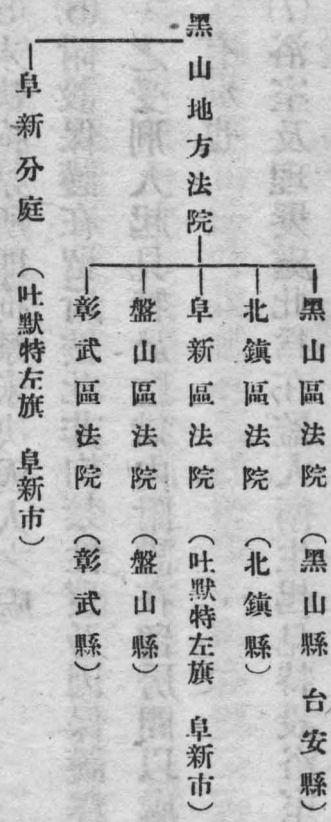 黑山地方法院
黑山區法院（黑山縣 台安縣）
北鎮區法院（北鎮縣）
阜新區法院（吐默特左旗 阜新市）
盤山區法院（盤山縣）
彰武區法院（彰武縣）
阜新分庭（吐默特左旗 阜新市）